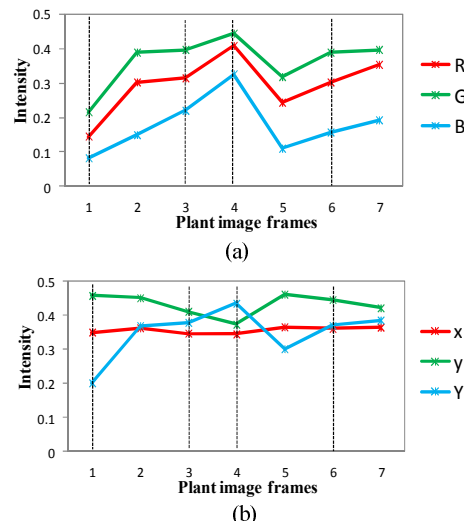 0.5
0.4
0.3
0.2
0.1
0
Intensity
1 2 3 4 5 6 7
Plant image frames
R
G
B
(a)
0.5
0.4
0.3
0.2
0.1
0
Intensity
1 2 3 4 5 6 7
Plant image frames
x
y
Y
(b)